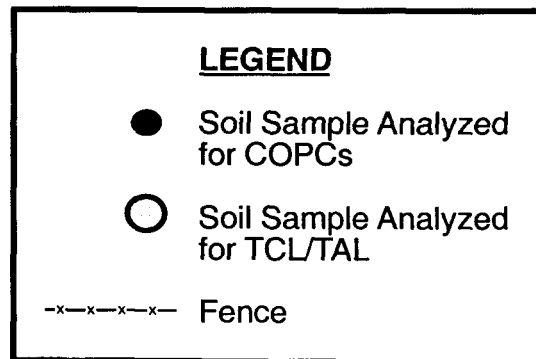 LEGEND
Soil Sample Analyzed
for COPCs
Soil Sample Analyzed
for TCL/TAL
-x-x-x-x- Fence